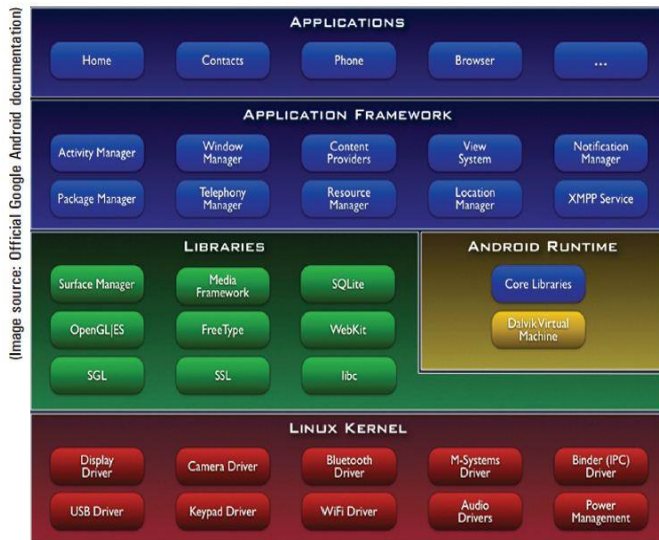 (Image source: Official Google Android documentation)
APPLICATIONS
Home
Contacts
Phone
Browser
...
APPLICATION FRAMEWORK
Activity Manager
Window
Manager
Content
Providers
View
System
Notification
Manager
Package Manager
Telephony
Manager
Resource
Manager
Location
Manager
XMPP Service
LIBRARIES
Surface Manager
Media
Framework
SQLite
OpenGL|ES
FreeType
WebKit
SGL
SSL
libc
ANDROID RUNTIME
Core Libraries
Dalvik Virtual
Machine
LINUX KERNEL
Display
Driver
Camera Driver
Bluetooth
Driver
M-Systems
Driver
Binder (IPC)
Driver
USB Driver
Keypad Driver
WiFi Driver
Audio
Drivers
Power
Management